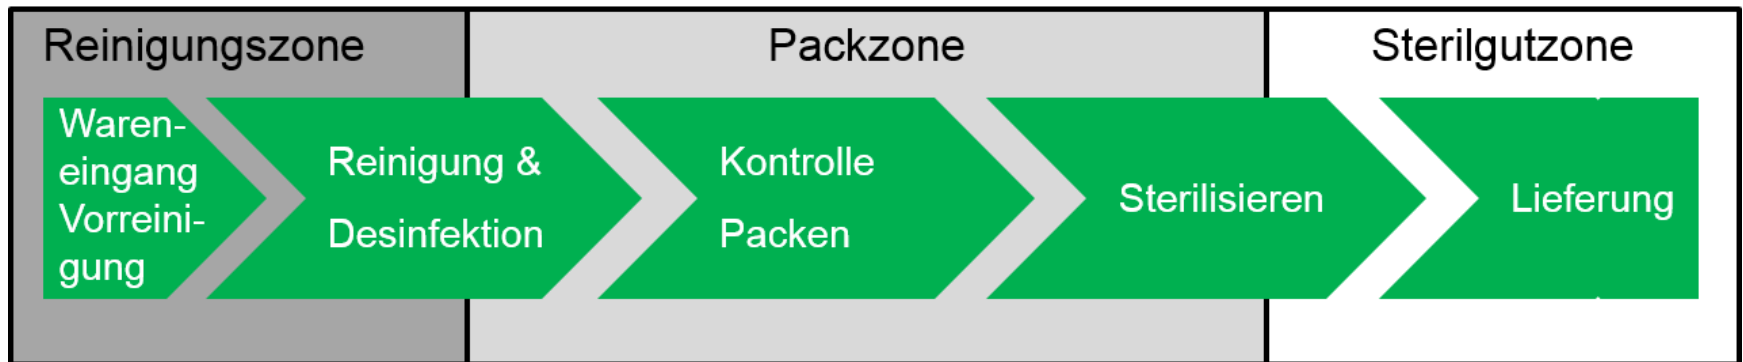 Reinigungszone
Packzone
Sterilgutzone
Waren-
eingang
Vorreini-
gung
Reinigung &
Desinfektion
Kontrolle
Packen
Sterilisieren
Lieferung